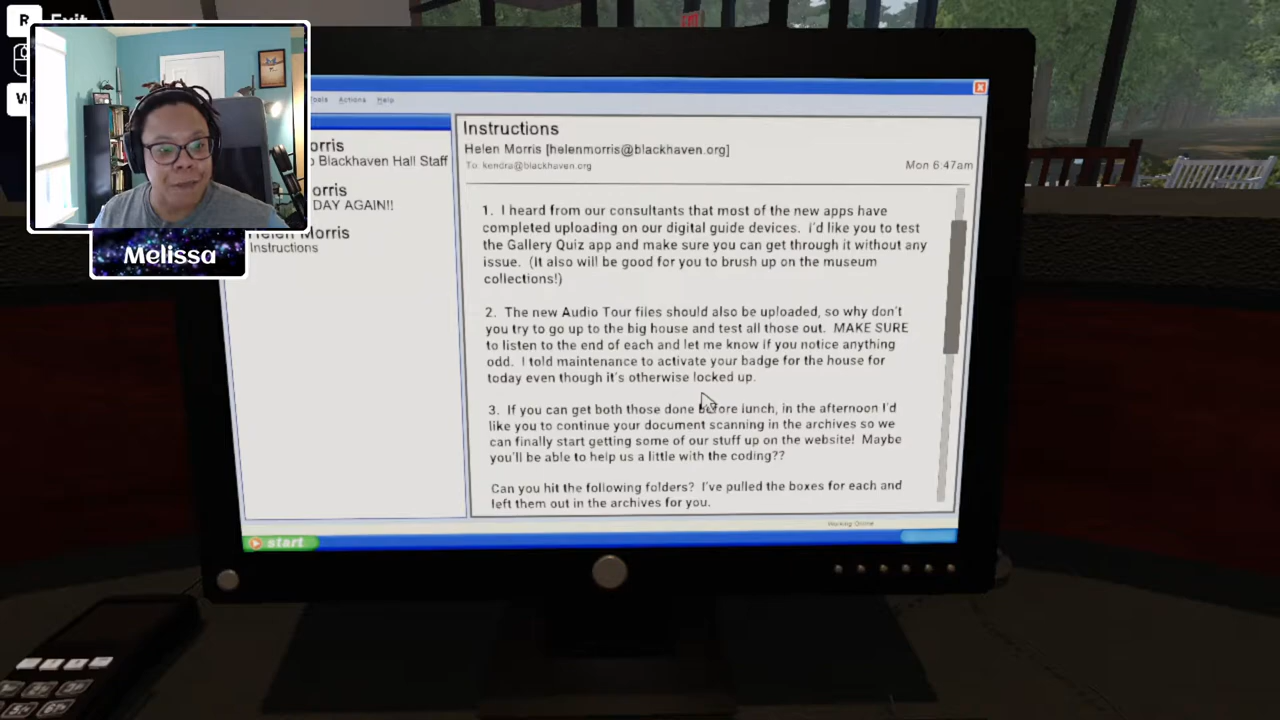 R Exit
W
Melissa
EXIT
Tools Actions Help
orris
o Blackhaven Hall Staff
orris
DAY AGAIN!!
Helen Morris
Instructions
Instructions
Helen Morris [helenmorris@blackhaven.org]
To: kendra@blackhaven.org
Mon 6:47am
1. I heard from our consultants that most of the new apps have
completed uploading on our digital guide devices. I'd like you to test
the Gallery Quiz app and make sure you can get through it without any
issue. (It also will be good for you to brush up on the museum
collections!)
2. The new Audio Tour files should also be uploaded, so why don't
you try to go up to the big house and test all those out. MAKE SURE
to listen to the end of each and let me know if you notice anything
odd. I told maintenance to activate your badge for the house for
today even though it's otherwise locked up.
3. If you can get both those done before lunch, in the afternoon I'd
like you to continue your document scanning in the archives so we
can finally start getting some of our stuff up on the website! Maybe
you'll be able to help us a little with the coding??
Can you hit the following folders? I've pulled the boxes for each and
left them out in the archives for you.
Working Online
start